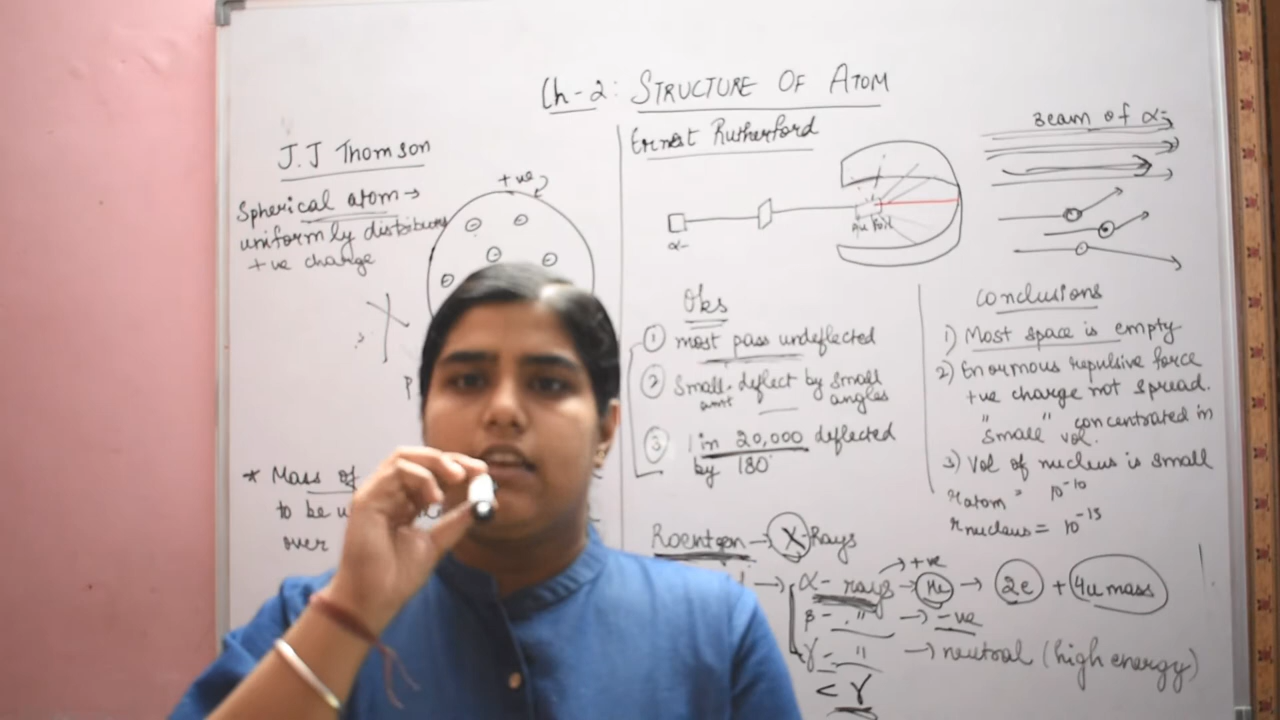 Ch-2: STRUCTURE OF ATOM
J.J Thomson
Spherical atom →
uniformly distributed
+ve charge
+ve
* Mass of
to be u
over
Ernest Rutherford
α-
Au foil
Beam of α-
Obs
① most pass undeflected
② Small deflect by small
amt angles
③ 1 in 20,000 deflected
by 180°
Conclusions
1) Most space is empty
2) Enormous repulsive force
+ve charge not spread.
" " concentrated in
small vol.
3) Vol of nucleus is small
r atom = 10⁻¹⁰
r nucleus = 10⁻¹⁵
Roentgen → X-Rays
→ α-rays → He → 2e + 4u mass
+ve
β- " → -ve
γ- " → neutral (high energy)
< γ